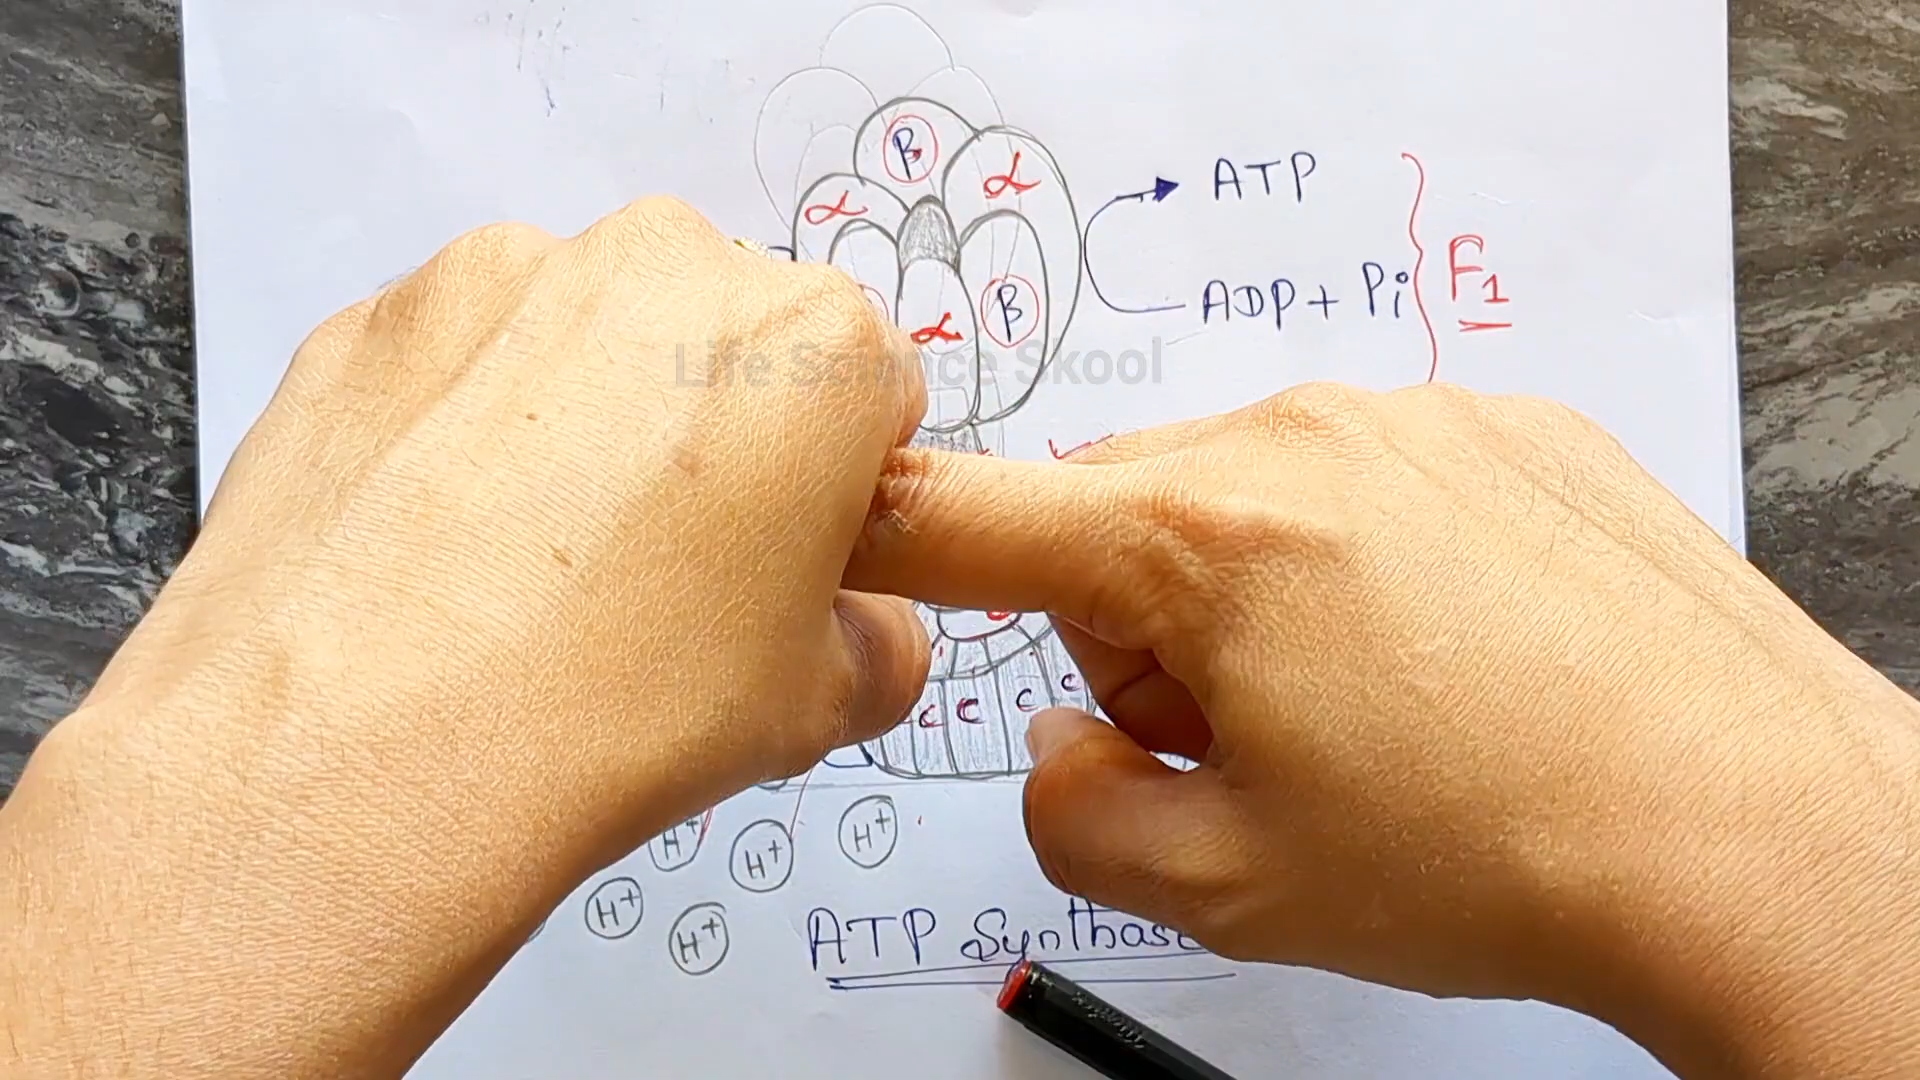 β
α
α
ATP
β
α
ADP + Pi
F1
Life Science Skool
C C C C
H+
H+
H+
H+
H+
ATP Synthase